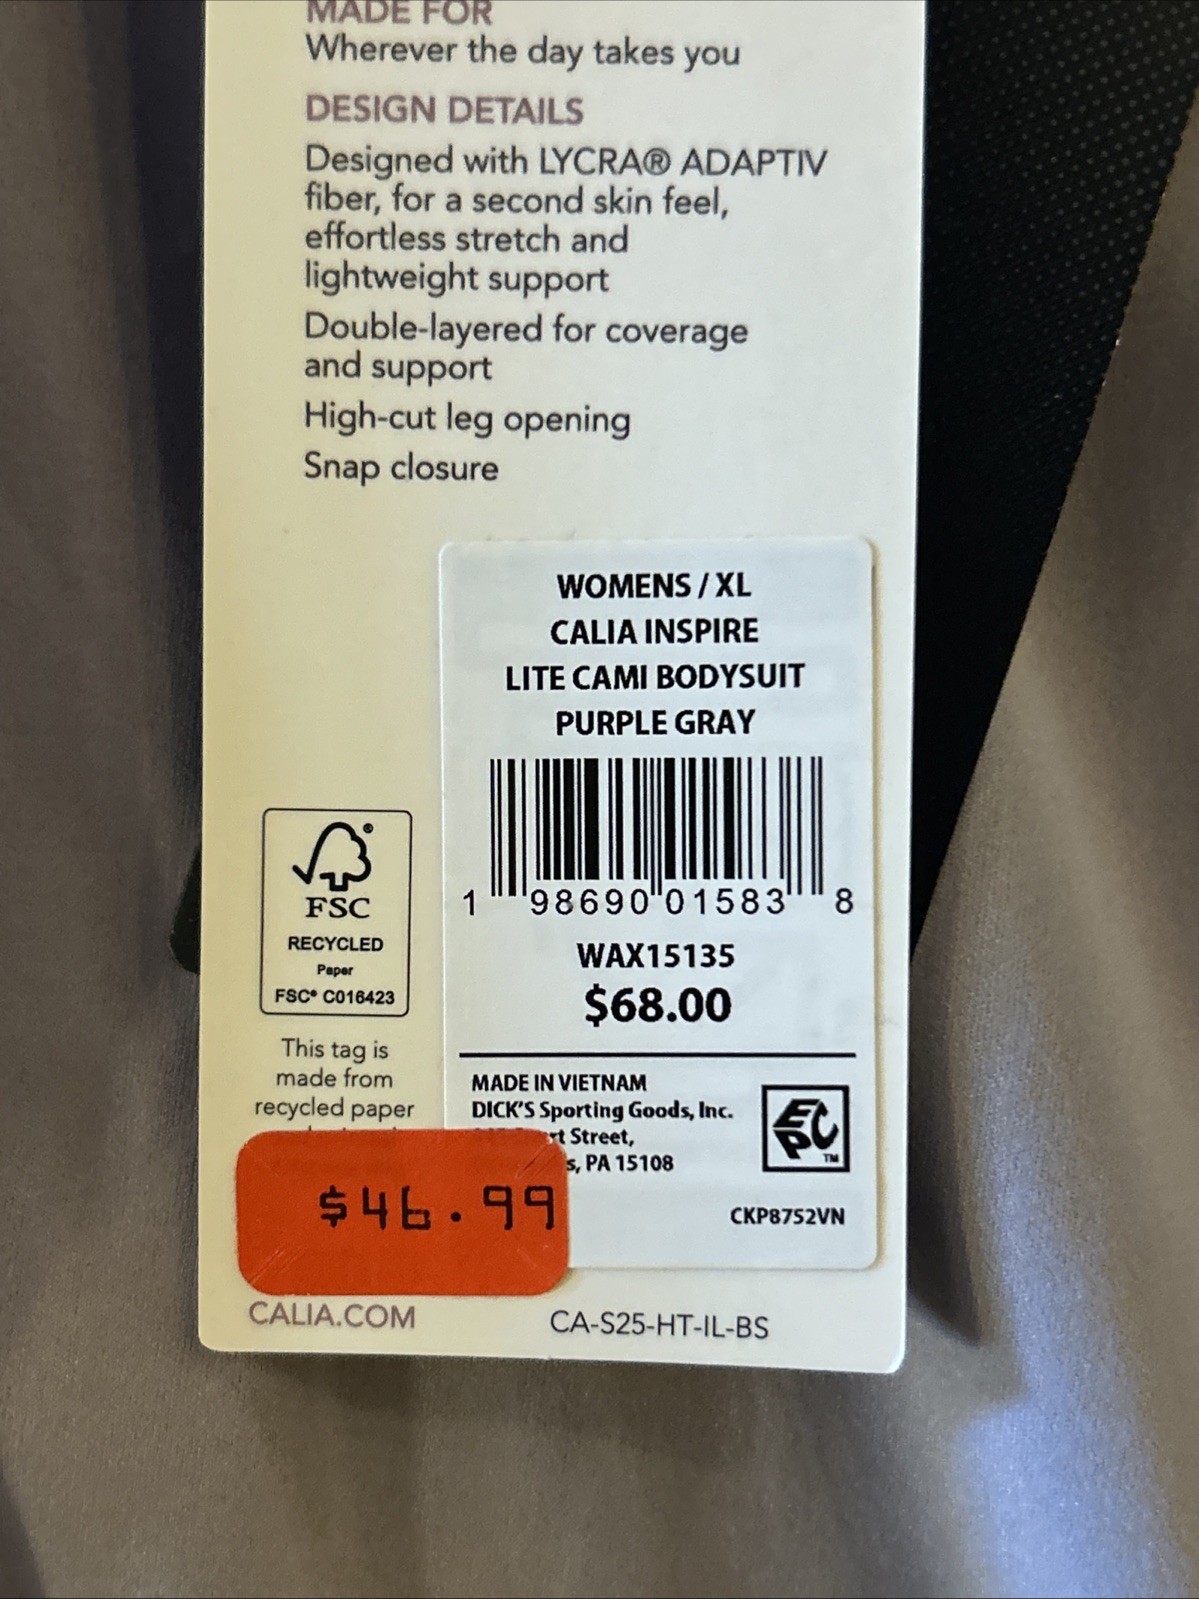 MADE FOR
Wherever the day takes you
DESIGN DETAILS
Designed with LYCRA® ADAPTIV
fiber, for a second skin feel,
effortless stretch and
lightweight support
Double-layered for coverage
and support
High-cut leg opening
Snap closure
WOMENS / XL
CALIA INSPIRE
LITE CAMI BODYSUIT
PURPLE GRAY
1 98690 01583 8
WAX15135
$68.00
FSC
RECYCLED
Paper
FSC® C016423
This tag is
made from
recycled paper
MADE IN VIETNAM
DICK'S Sporting Goods, Inc.
Street,
PA 15108
EPC™
CKP8752VN
$46.99
CALIA.COM
CA-S25-HT-IL-BS